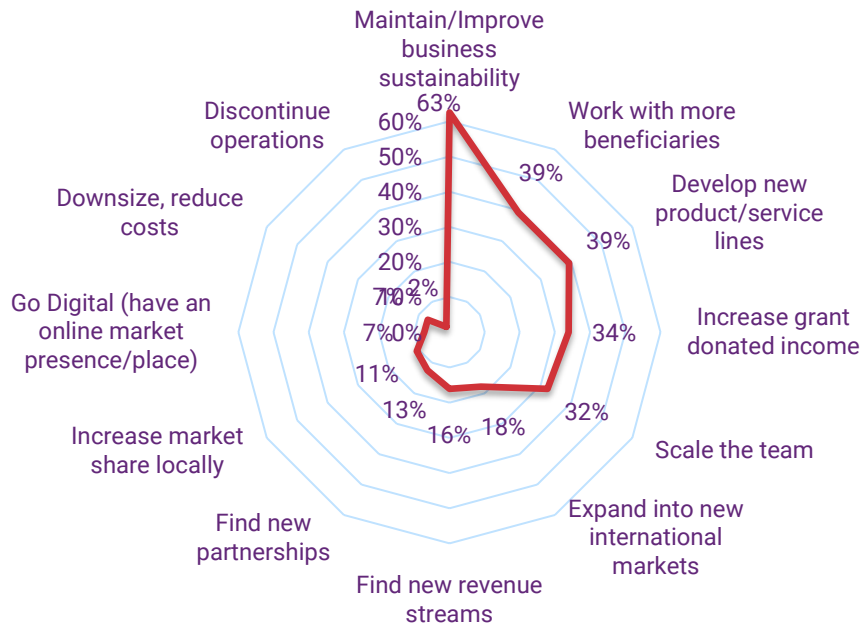 Maintain/Improve
business
sustainability
63%
Work with more
beneficiaries
39%
Develop new
product/service
lines
39%
Increase grant
donated income
34%
Scale the team
32%
Expand into new
international
markets
18%
Find new revenue
streams
16%
Find new
partnerships
13%
Increase market
share locally
11%
Go Digital (have an
online market
presence/place)
7%
Downsize, reduce
costs
7%
Discontinue
operations
2%
60%
50%
40%
30%
20%
10%
0%